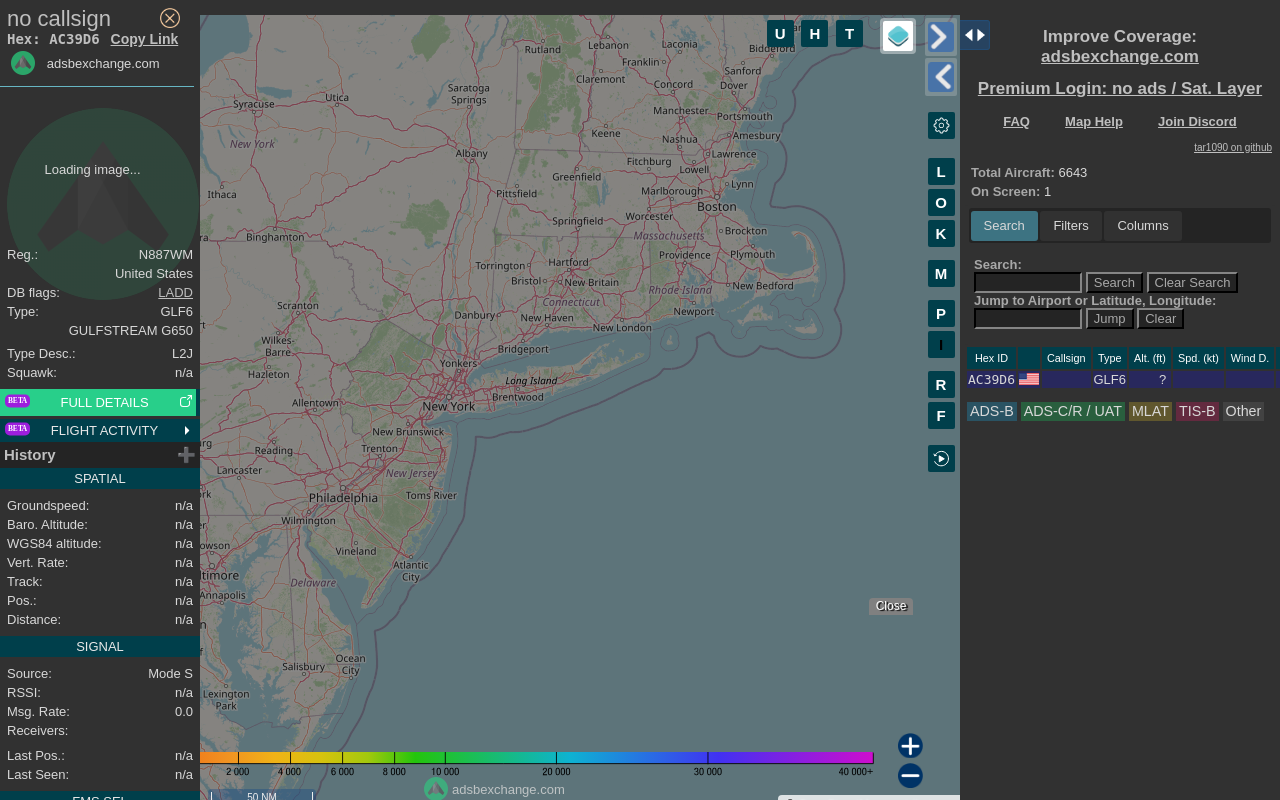 no callsign
Hex: AC39D6 Copy Link
adsbexchange.com
Loading image...
Reg.: N887WM
United States
DB flags: LADD
Type: GLF6
GULFSTREAM G650
Type Desc.: L2J
Squawk: n/a
BETA FULL DETAILS
BETA FLIGHT ACTIVITY
History
SPATIAL
Groundspeed: n/a
Baro. Altitude: n/a
WGS84 altitude: n/a
Vert. Rate: n/a
Track: n/a
Pos.: n/a
Distance: n/a
SIGNAL
Source: Mode S
RSSI: n/a
Msg. Rate: 0.0
Receivers:
Last Pos.: n/a
Last Seen: n/a
FMS SEL
U H T
Rutland
Lebanon
Laconia
Biddeford
Franklin
Claremont
Concord
Sanford
Dover
Syracuse
Utica
Saratoga
Springs
Manchester
Portsmouth
Keene
Nashua
Amesbury
New York
Albany
Fitchburg
Lawrence
Lowell
Greenfield
Ithaca
Pittsfield
Marlborough
Lynn
Boston
Worcester
Springfield
Binghamton
Massachusetts
Brockton
Torrington
Hartford
Providence
Plymouth
Bristol
New Britain
Rhode Island
New Bedford
Scranton
Connecticut
Danbury
New Haven
Newport
New London
Wilkes-
Barre
Bridgeport
Yonkers
Hazleton
Long Island
Brentwood
Allentown
New York
New Brunswick
Reading
Trenton
Lancaster
New Jersey
Philadelphia
Toms River
Wilmington
Vineland
Atlantic
City
Delaware
Annapolis
Ocean
City
Salisbury
Lexington
Park
L
O
K
M
P
I
R
F
Close
2 000 4 000 6 000 8 000 10 000 20 000 30 000 40 000+
adsbexchange.com
50 NM
Improve Coverage:
adsbexchange.com
Premium Login: no ads / Sat. Layer
FAQ Map Help Join Discord
tar1090 on github
Total Aircraft: 6643
On Screen: 1
Search Filters Columns
Search:
Search Clear Search
Jump to Airport or Latitude, Longitude:
Jump Clear
Hex ID Callsign Type Alt. (ft) Spd. (kt) Wind D.
AC39D6 GLF6 ?
ADS-B ADS-C/R / UAT MLAT TIS-B Other